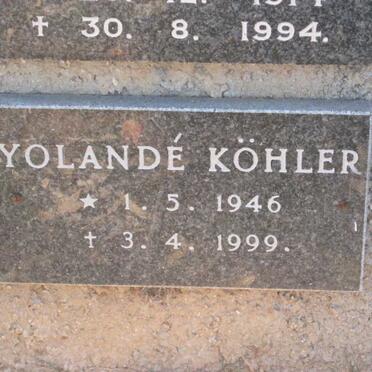 † 30. 8. 1994.
YOLANDÉ KÖHLER
★ 1. 5. 1946
† 3. 4. 1999.